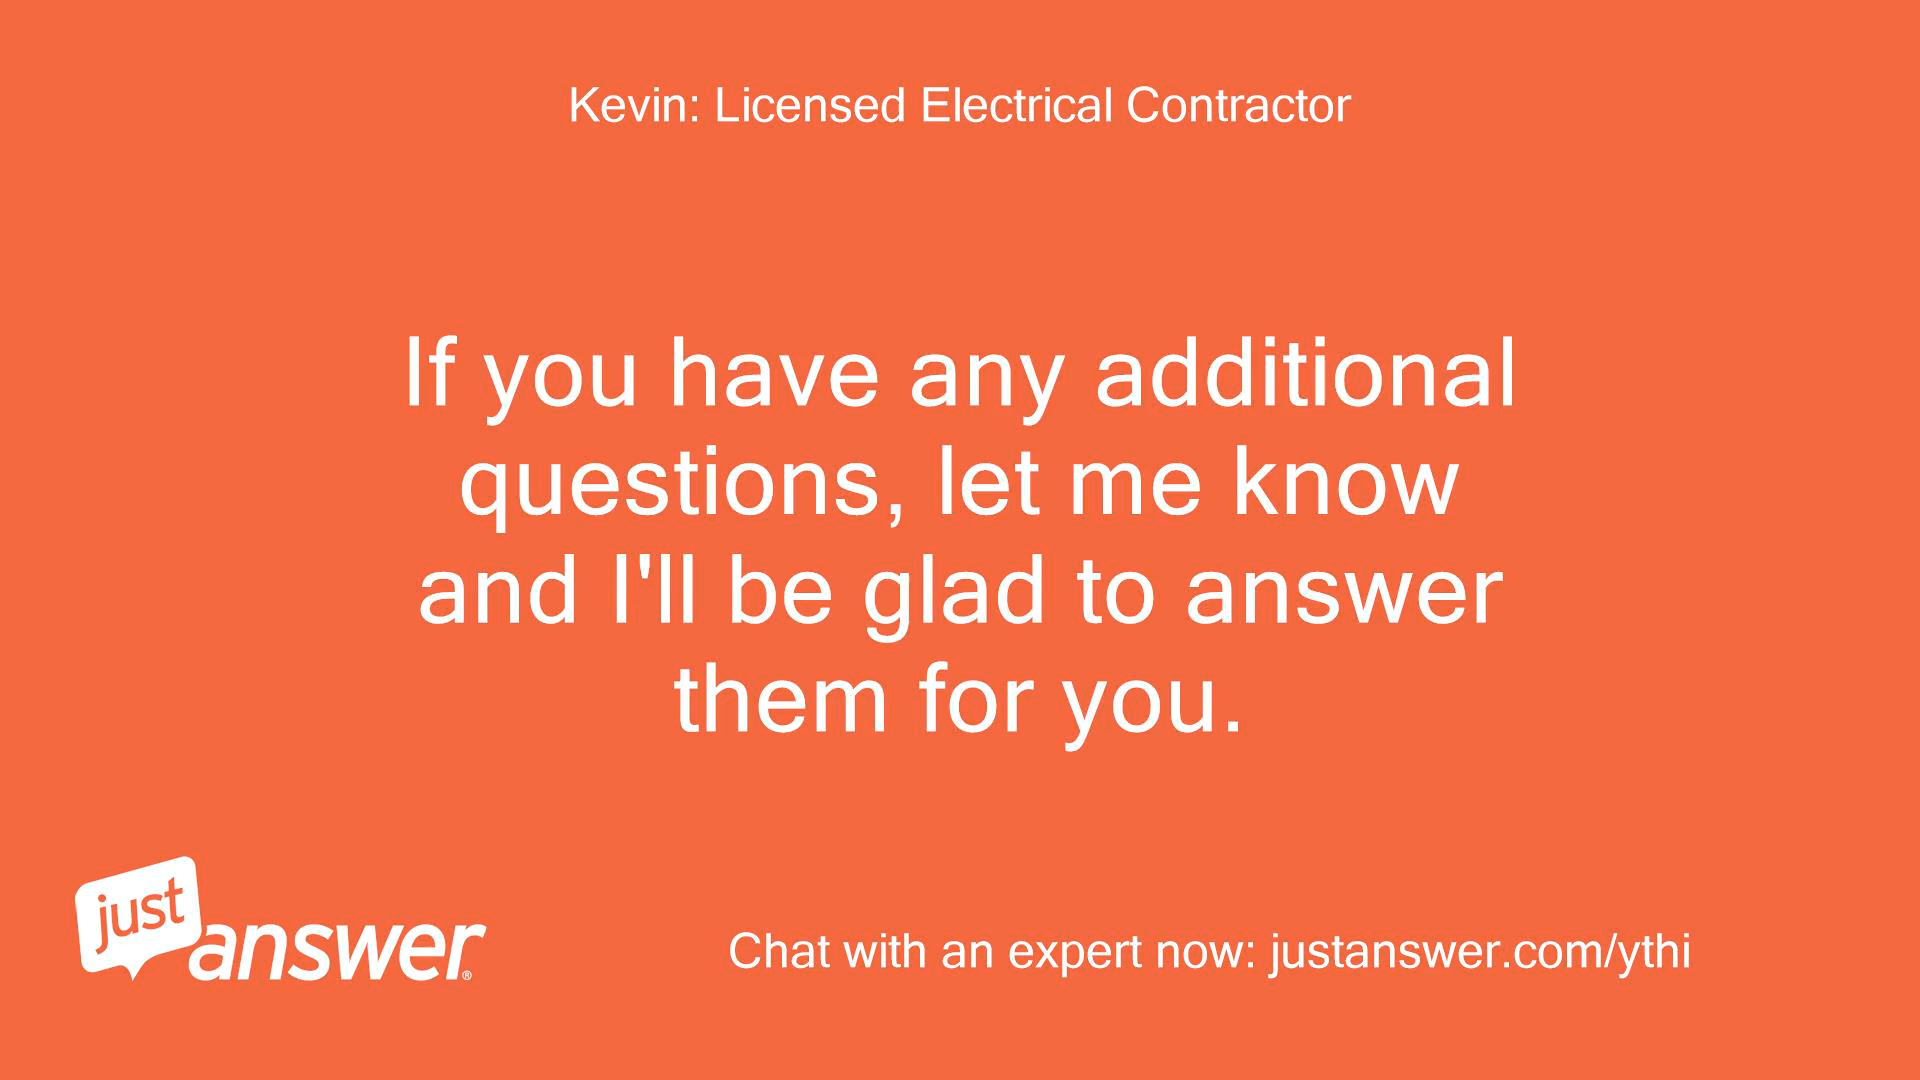 Kevin: Licensed Electrical Contractor
If you have any additional
questions, let me know
and I'll be glad to answer
them for you.
just
answer®
Chat with an expert now: justanswer.com/ythi